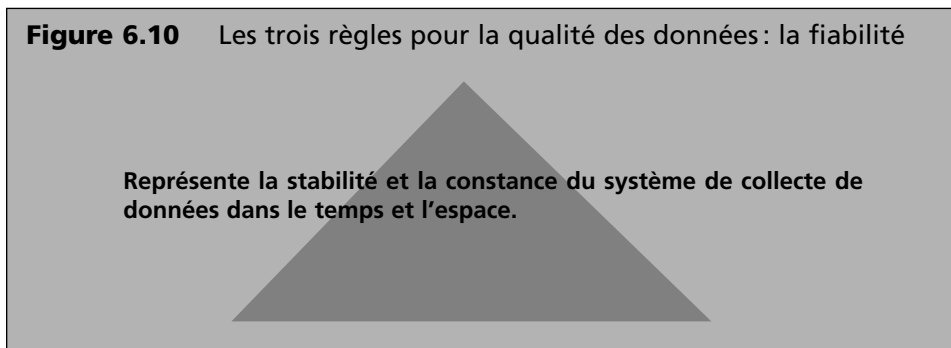 Figure 6.10 Les trois règles pour la qualité des données : la fiabilité
Représente la stabilité et la constance du système de collecte de
données dans le temps et l'espace.